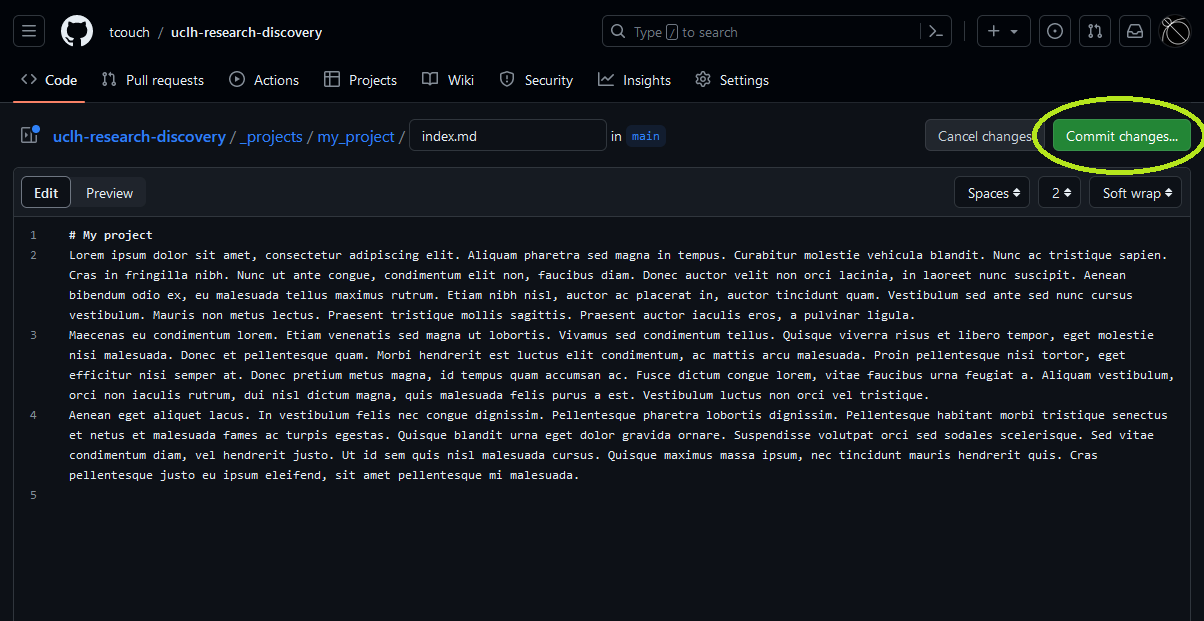 tcouch / uclh-research-discovery
Type / to search
Code Pull requests Actions Projects Wiki Security Insights Settings
uclh-research-discovery / _projects / my_project / index.md in main Cancel changes Commit changes...
Edit Preview Spaces 2 Soft wrap
1 # My project
2 Lorem ipsum dolor sit amet, consectetur adipiscing elit. Aliquam pharetra sed magna in tempus. Curabitur molestie vehicula blandit. Nunc ac tristique sapien.
Cras in fringilla nibh. Nunc ut ante congue, condimentum elit non, faucibus diam. Donec auctor velit non orci lacinia, in laoreet nunc suscipit. Aenean
bibendum odio ex, eu malesuada tellus maximus rutrum. Etiam nibh nisl, auctor ac placerat in, auctor tincidunt quam. Vestibulum sed ante sed nunc cursus
vestibulum. Mauris non metus lectus. Praesent tristique mollis sagittis. Praesent auctor iaculis eros, a pulvinar ligula.
3 Maecenas eu condimentum lorem. Etiam venenatis sed magna ut lobortis. Vivamus sed condimentum tellus. Quisque viverra risus et libero tempor, eget molestie
nisi malesuada. Donec et pellentesque quam. Morbi hendrerit est luctus elit condimentum, ac mattis arcu malesuada. Proin pellentesque nisi tortor, eget
efficitur nisi semper at. Donec pretium metus magna, id tempus quam accumsan ac. Fusce dictum congue lorem, vitae faucibus urna feugiat a. Aliquam vestibulum,
orci non iaculis rutrum, dui nisl dictum magna, quis malesuada felis purus a est. Vestibulum luctus non orci vel tristique.
4 Aenean eget aliquet lacus. In vestibulum felis nec congue dignissim. Pellentesque pharetra lobortis dignissim. Pellentesque habitant morbi tristique senectus
et netus et malesuada fames ac turpis egestas. Quisque blandit urna eget dolor gravida ornare. Suspendisse volutpat orci sed sodales scelerisque. Sed vitae
condimentum diam, vel hendrerit justo. Ut id sem quis nisl malesuada cursus. Quisque maximus massa ipsum, nec tincidunt mauris hendrerit quis. Cras
pellentesque justo eu ipsum eleifend, sit amet pellentesque mi malesuada.
5